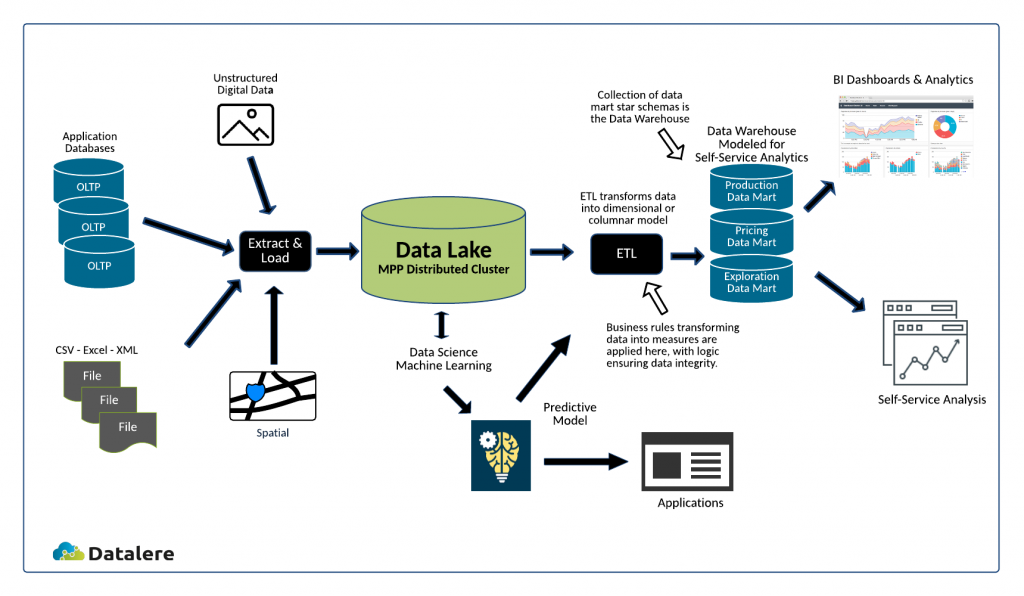 Unstructured
Digital Data
BI Dashboards & Analytics
Collection of data
mart star schemas is
the Data Warehouse
Application
Databases
OLTP
OLTP
OLTP
Data Warehouse
Modeled for
Self-Service Analytics
Production
Data Mart
Pricing
Data Mart
Exploration
Data Mart
ETL transforms data
into dimensional or
columnar model
Extract &
Load
Data Lake
MPP Distributed Cluster
ETL
Business rules transforming
data into measures are
applied here, with logic
ensuring data integrity.
CSV - Excel - XML
File
File
File
Data Science
Machine Learning
Spatial
Predictive
Model
Self-Service Analysis
Applications
Datalere